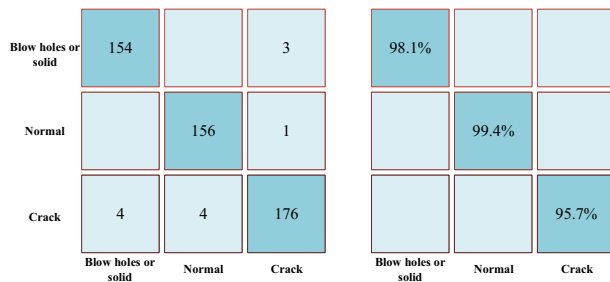 Blow holes or
solid
154
3
98.1%
Normal
156
1
99.4%
Crack
4
4
176
95.7%
Blow holes or
solid
Normal
Crack
Blow holes or
solid
Normal
Crack